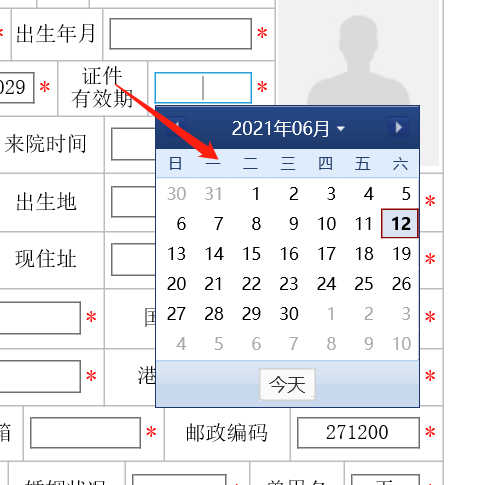 * 出生年月 *
029 * 证件
有效期 *
2021年06月
来院时间
日 一 二 三 四 五 六
30 31 1 2 3 4 5
出生地 *
6 7 8 9 10 11 12
现住址 *
13 14 15 16 17 18 19
20 21 22 23 24 25 26
* 27 28 29 30 1 2 3 *
4 5 6 7 8 9 10
* 港 *
今天
箱 * 邮政编码 271200 *